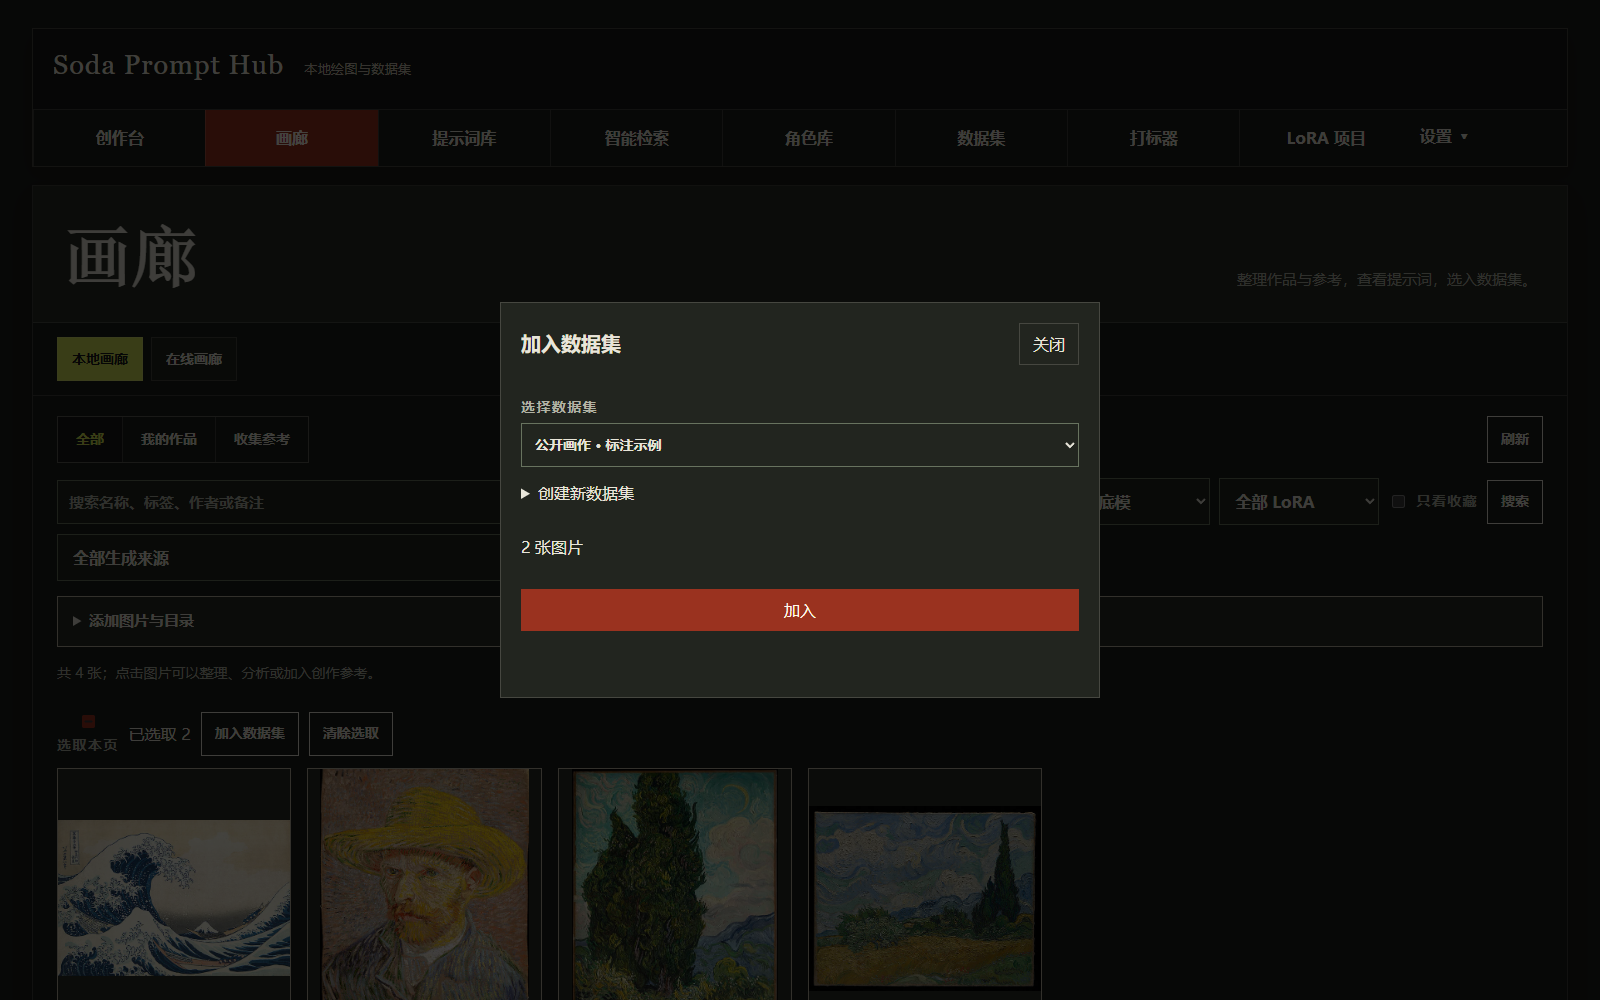 Soda Prompt Hub 本地绘图与数据集
创作台 画廊 提示词库 智能检索 角色库 数据集 打标器 LoRA 项目 设置
画廊
整理作品与参考，查看提示词，选入数据集。
本地画廊 在线画廊
加入数据集 关闭
选择数据集
公开画作 • 标注示例
创建新数据集
2 张图片
加入
全部 我的作品 收集参考 刷新
搜索名称、标签、作者或备注 底模 全部 LoRA 只看收藏 搜索
全部生成来源
添加图片与目录
共 4 张；点击图片可以整理、分析或加入创作参考。
选取本页 已选取 2 加入数据集 清除选取